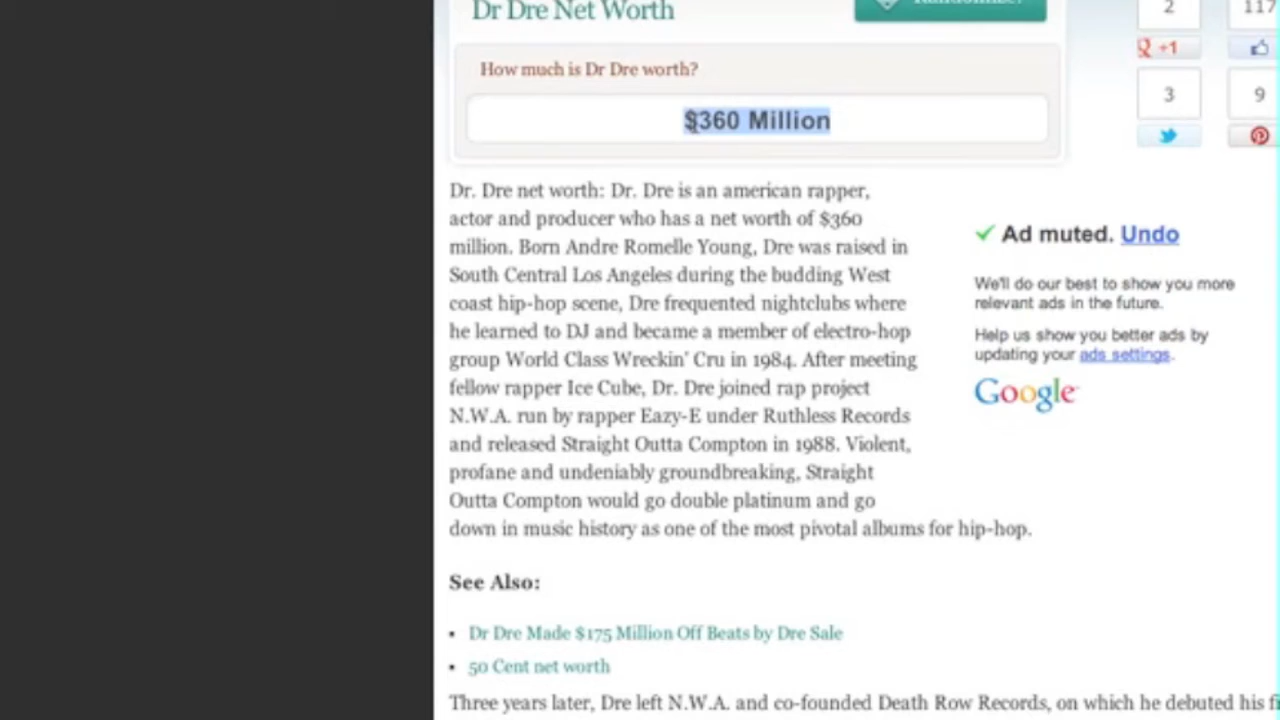 Dr Dre Net Worth
2
117
+1
How much is Dr Dre worth?
$360 Million
3
9
Dr. Dre net worth: Dr. Dre is an american rapper,
actor and producer who has a net worth of $360
million. Born Andre Romelle Young, Dre was raised in
South Central Los Angeles during the budding West
coast hip-hop scene, Dre frequented nightclubs where
he learned to DJ and became a member of electro-hop
group World Class Wreckin' Cru in 1984. After meeting
fellow rapper Ice Cube, Dr. Dre joined rap project
N.W.A. run by rapper Eazy-E under Ruthless Records
and released Straight Outta Compton in 1988. Violent,
profane and undeniably groundbreaking, Straight
Outta Compton would go double platinum and go
down in music history as one of the most pivotal albums for hip-hop.
Ad muted. Undo
We'll do our best to show you more
relevant ads in the future.
Help us show you better ads by
updating your ads settings.
Google
See Also:
▪ Dr Dre Made $175 Million Off Beats by Dre Sale
▪ 50 Cent net worth
Three years later, Dre left N.W.A. and co-founded Death Row Records, on which he debuted his